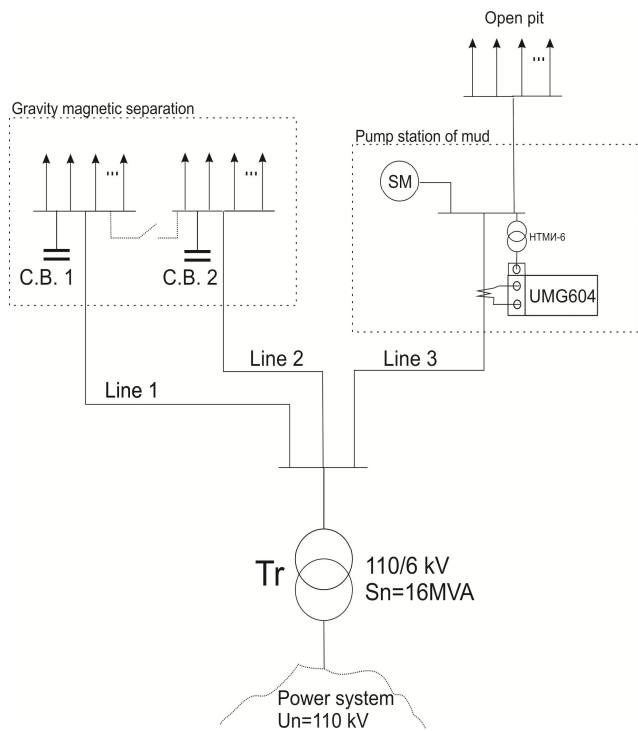 Open pit
Gravity magnetic separation
Pump station of mud
SM
НТМИ-6
C.B. 1
C.B. 2
UMG604
Line 2
Line 3
Line 1
Tr
110/6 kV
Sn=16MVA
Power system
Un=110 kV